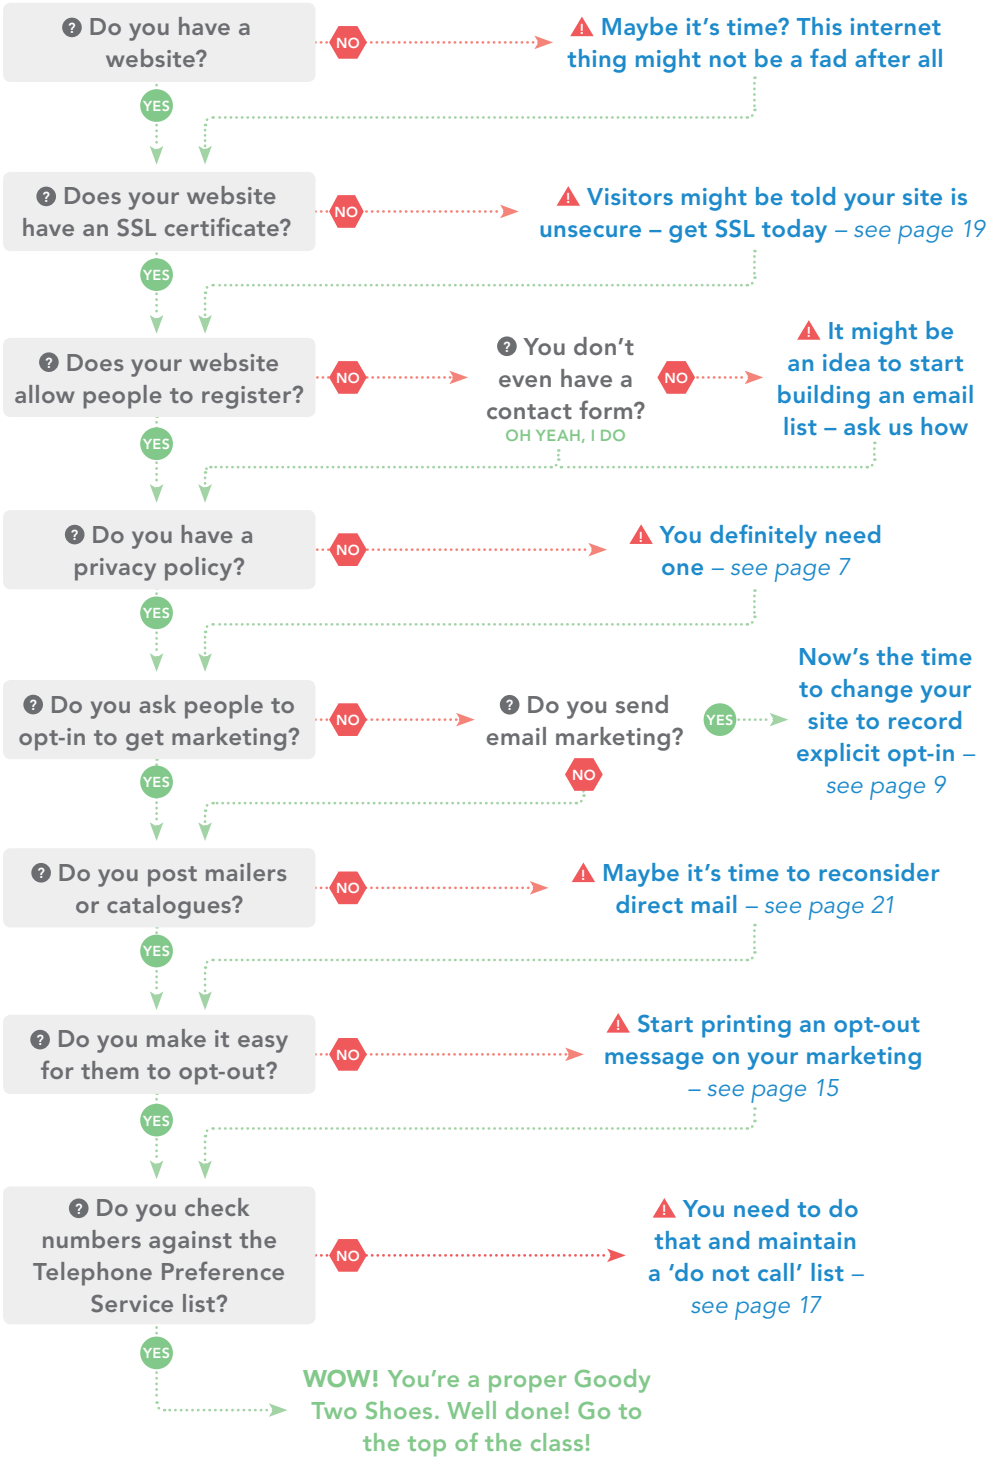 ? Do you have a
website?
NO
! Maybe it's time? This internet
thing might not be a fad after all
YES
? Does your website
have an SSL certificate?
NO
! Visitors might be told your site is
unsecure – get SSL today – see page 19
YES
? Does your website
allow people to register?
NO
? You don't
even have a
contact form?
OH YEAH, I DO
NO
! It might be
an idea to start
building an email
list – ask us how
YES
? Do you have a
privacy policy?
NO
! You definitely need
one – see page 7
YES
? Do you ask people to
opt-in to get marketing?
NO
? Do you send
email marketing?
YES
Now's the time
to change your
site to record
explicit opt-in –
see page 9
NO
YES
? Do you post mailers
or catalogues?
NO
! Maybe it's time to reconsider
direct mail – see page 21
YES
? Do you make it easy
for them to opt-out?
NO
! Start printing an opt-out
message on your marketing
– see page 15
YES
? Do you check
numbers against the
Telephone Preference
Service list?
NO
! You need to do
that and maintain
a 'do not call' list –
see page 17
YES
WOW! You're a proper Goody
Two Shoes. Well done! Go to
the top of the class!